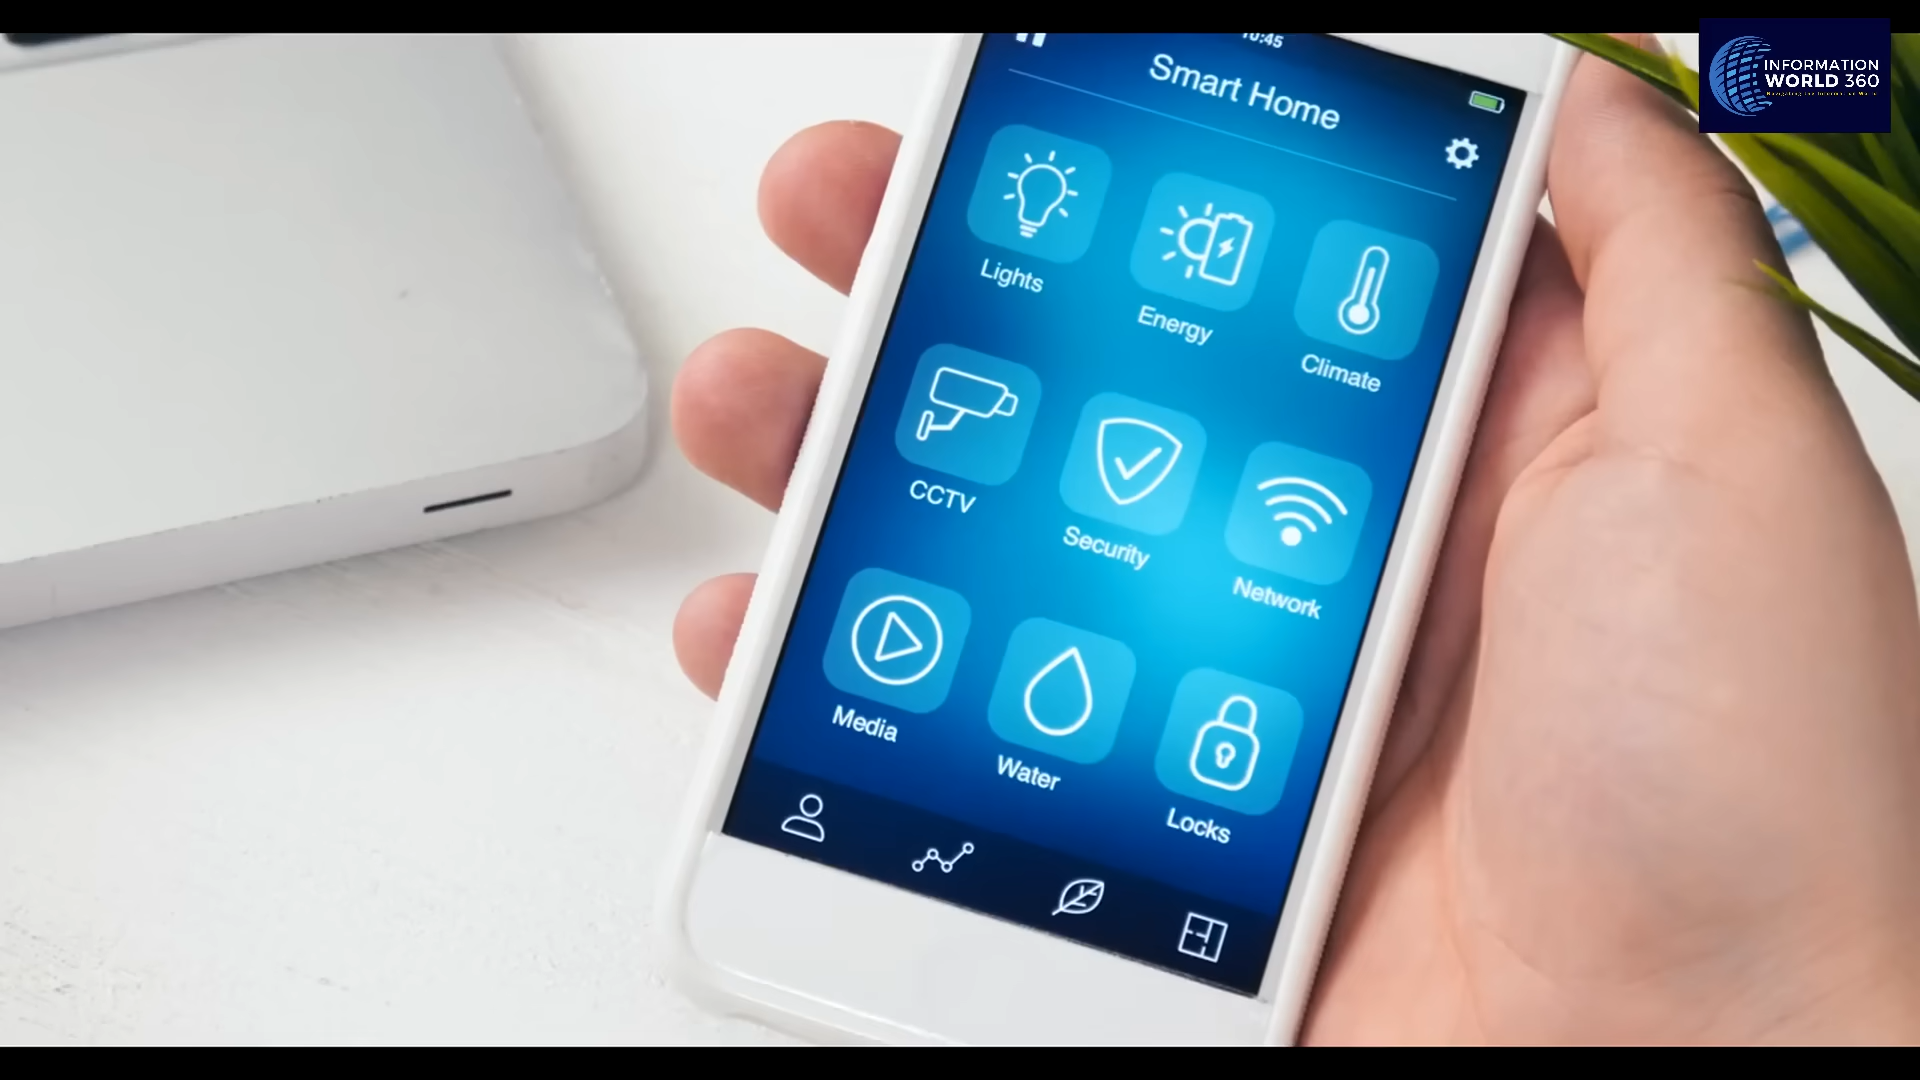 10:45
Smart Home
Lights
Energy
Climate
CCTV
Security
Network
Media
Water
Locks
INFORMATION
WORLD 360